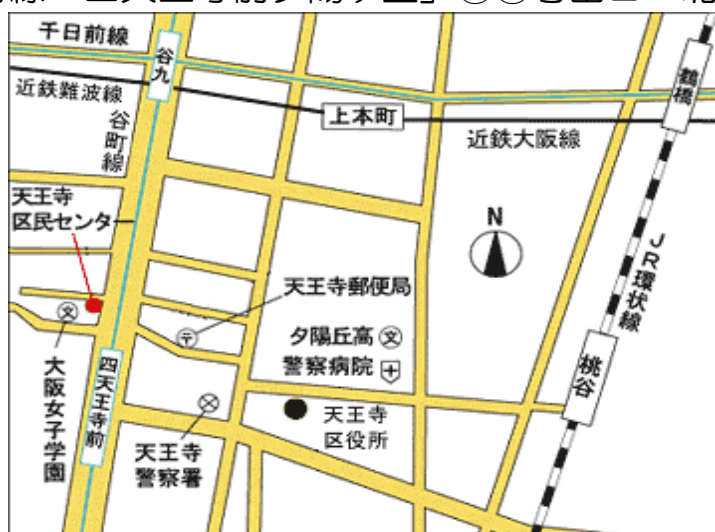 千日前線
谷九
鶴橋
近鉄難波線
上本町
谷町線
近鉄大阪線
天王寺
区民センター
N
JR環状線
天王寺郵便局
文
〒
夕陽丘高 文
警察病院
桃谷
大阪女子学園
四天王寺前
天王寺
区役所
天王寺
警察署